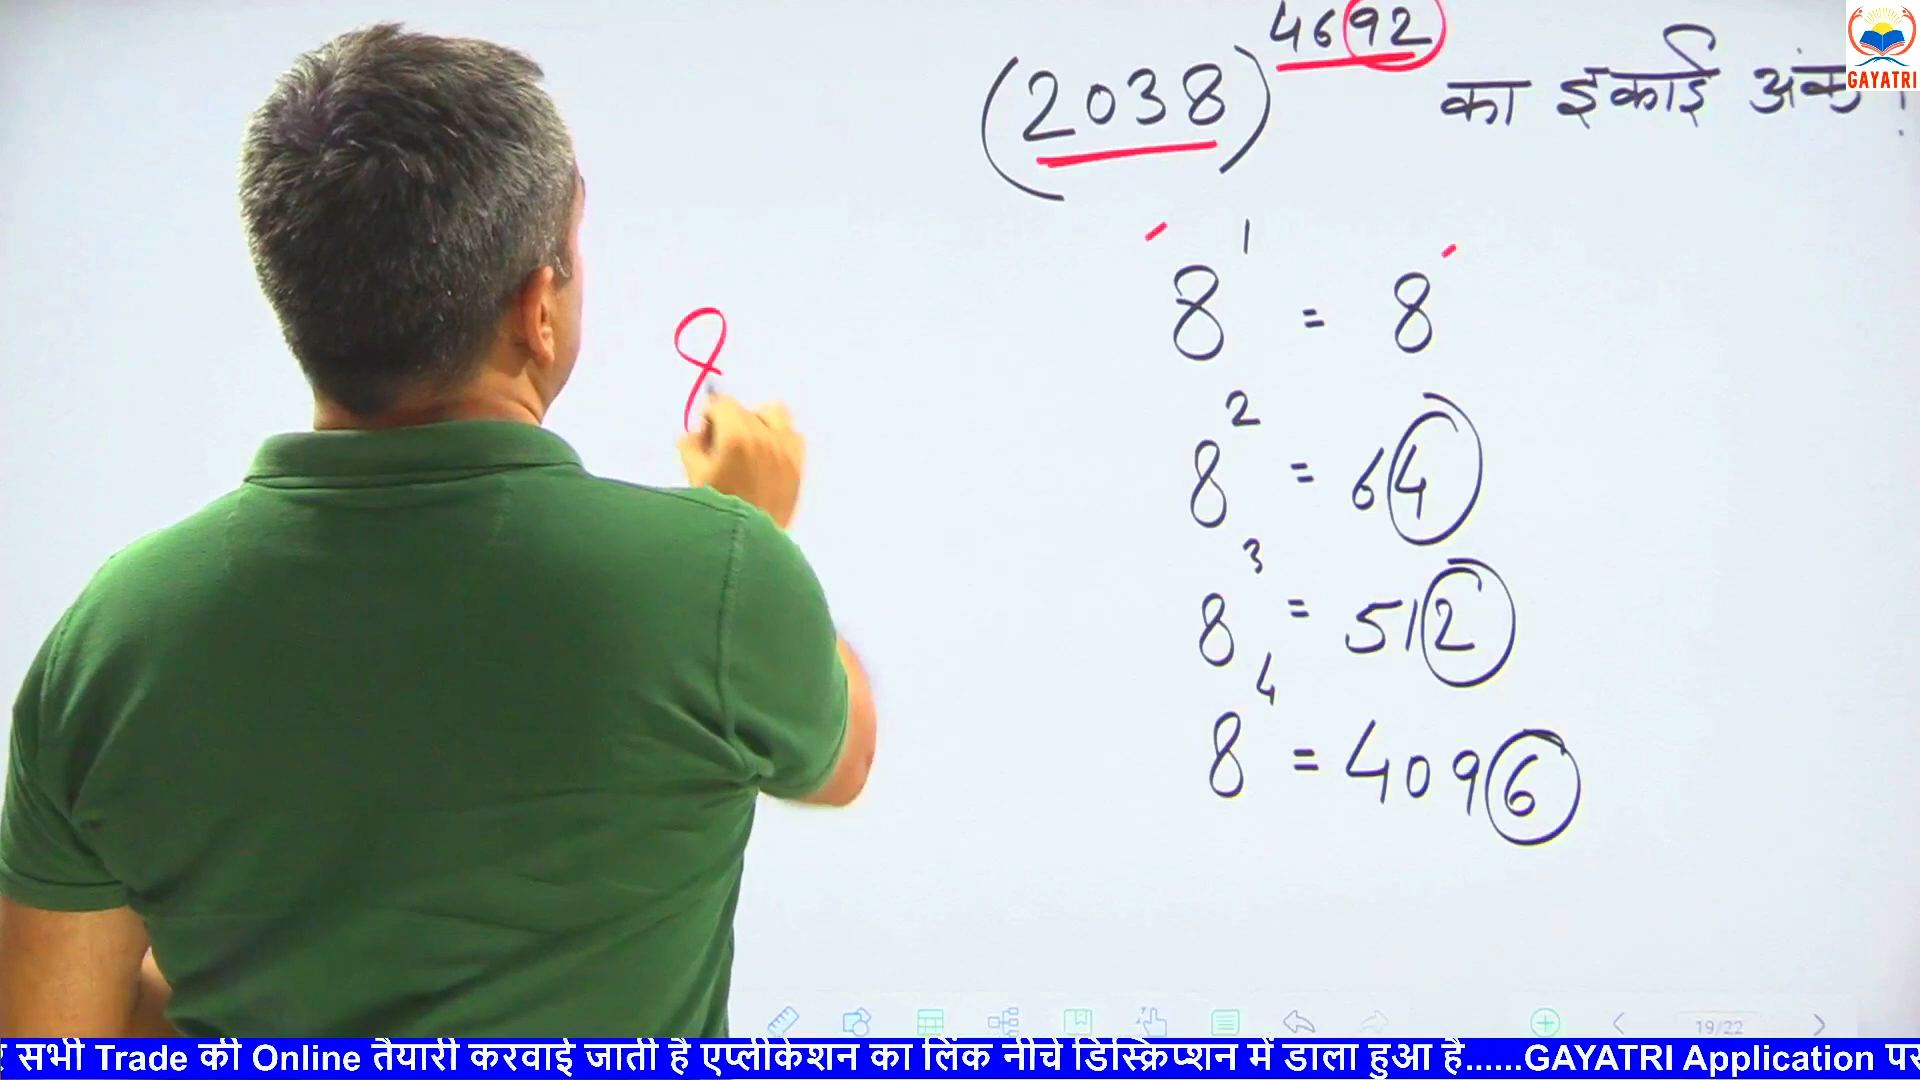 (2038)^4692 का इकाई अंक ?
GAYATRI
8^1 = 8
8^2 = 64
8^3 = 512
8^4 = 4096
8
19/22
सभी Trade की Online तैयारी करवाई जाती है एप्लीकेशन का लिंक नीचे डिस्क्रिप्शन में डाला हुआ है......GAYATRI Application पर